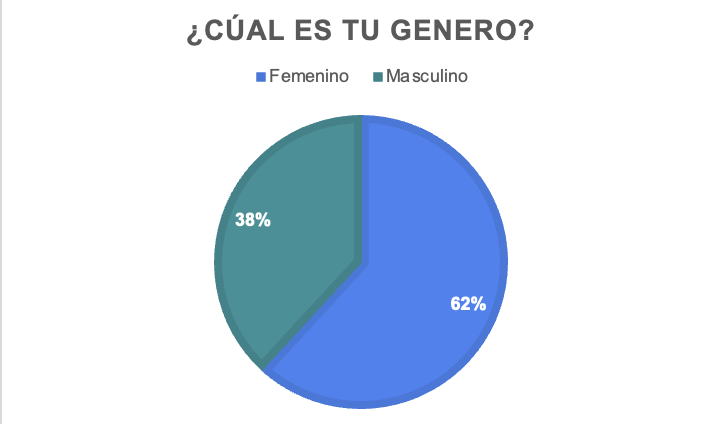 ¿CÚAL ES TU GENERO?
Femenino Masculino
38%
62%